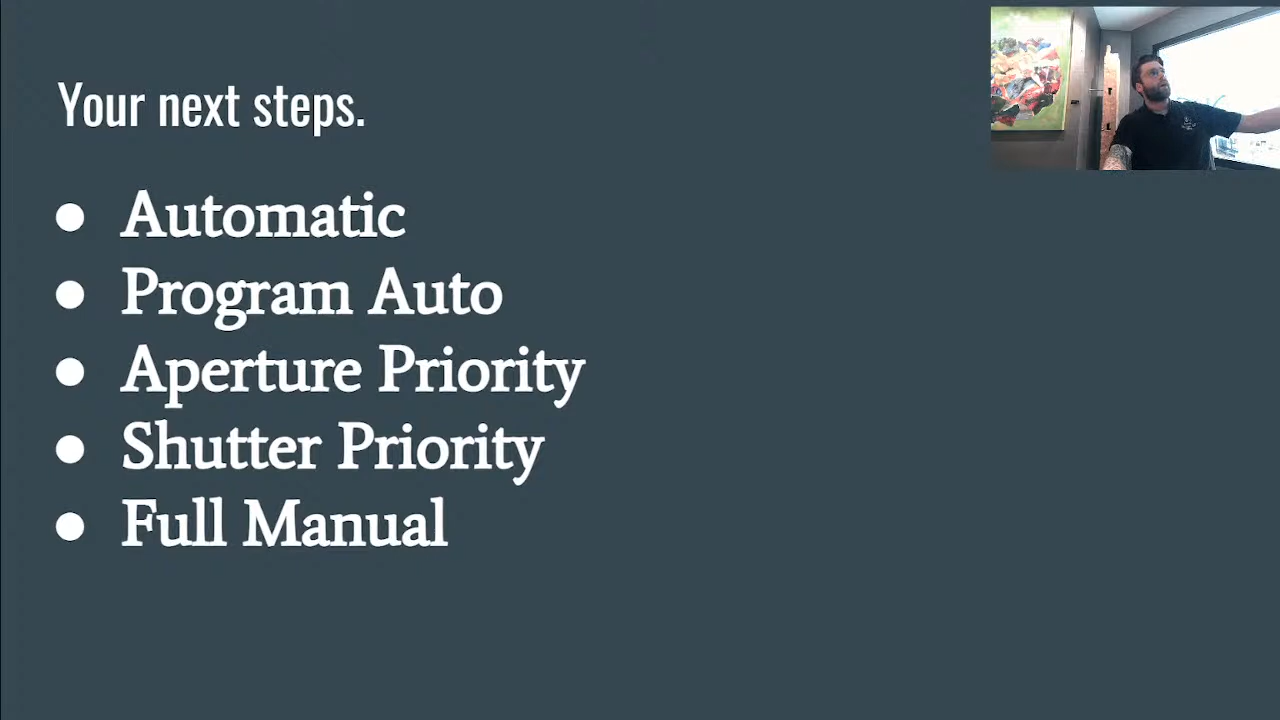 Your next steps.
● Automatic
● Program Auto
● Aperture Priority
● Shutter Priority
● Full Manual